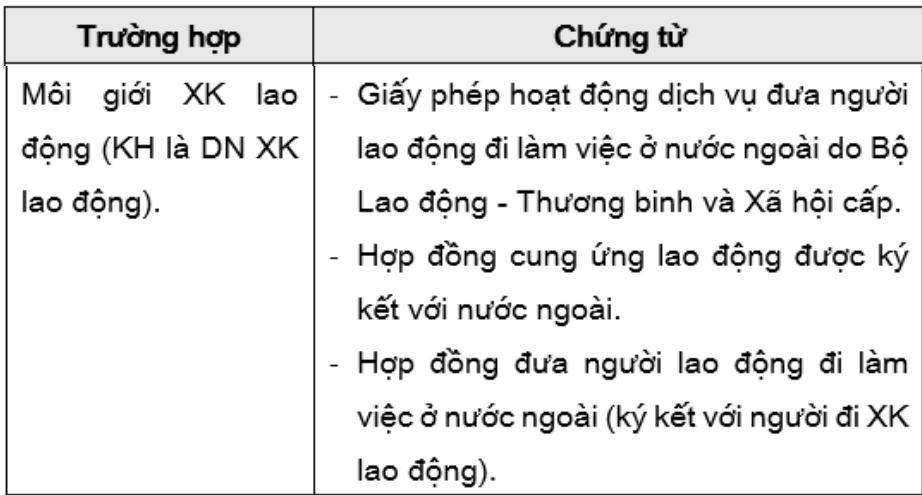 Trường hợp
Chứng từ
Môi giới XK lao
động (KH là DN XK
lao động).
- Giấy phép hoạt động dịch vụ đưa người
lao động đi làm việc ở nước ngoài do Bộ
Lao động - Thương binh và Xã hội cấp.
- Hợp đồng cung ứng lao động được ký
kết với nước ngoài.
- Hợp đồng đưa người lao động đi làm
việc ở nước ngoài (ký kết với người đi XK
lao động).